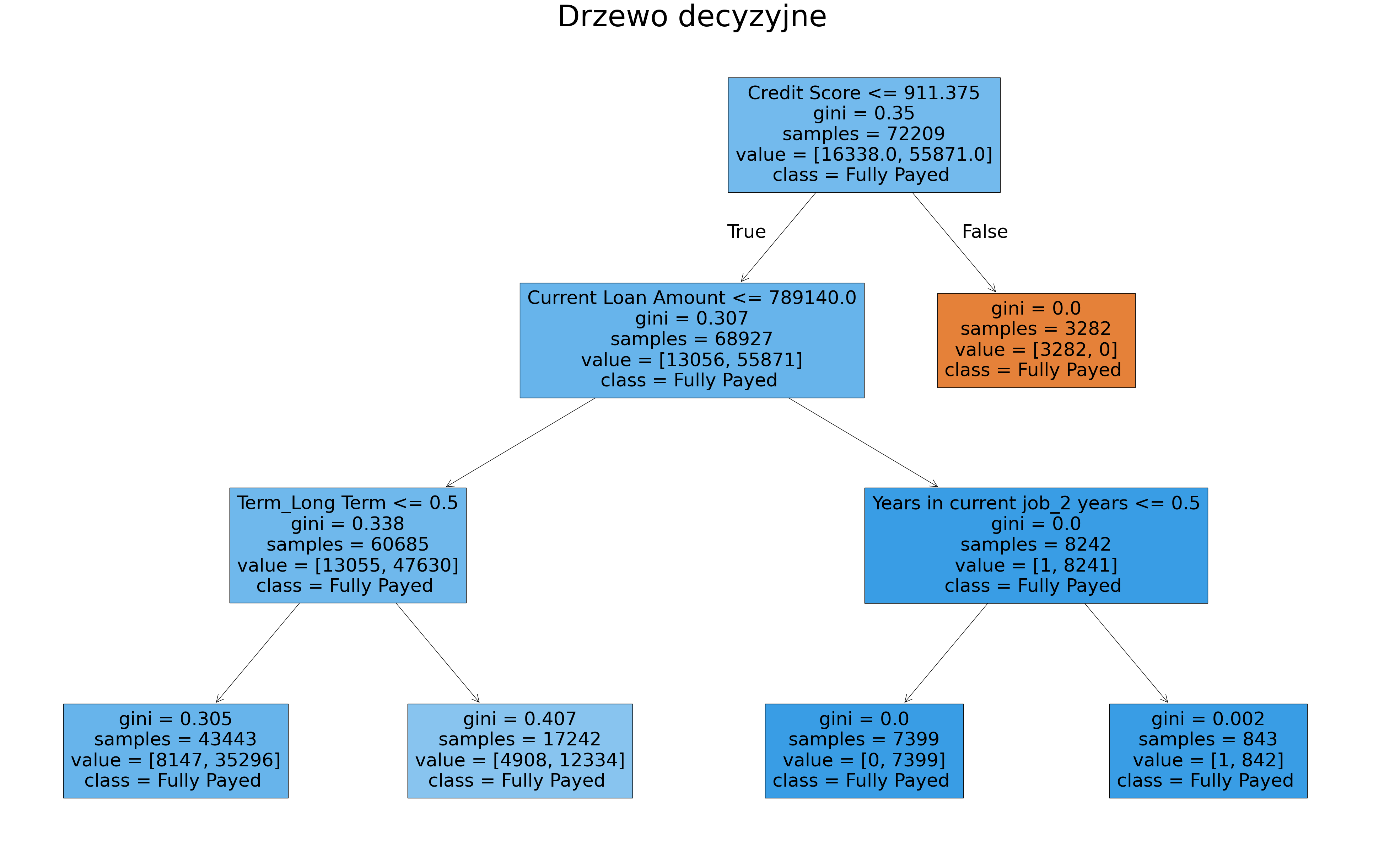 Drzewo decyzyjne
Credit Score <= 911.375
gini = 0.35
samples = 72209
value = [16338.0, 55871.0]
class = Fully Payed
True
False
Current Loan Amount <= 789140.0
gini = 0.307
samples = 68927
value = [13056, 55871]
class = Fully Payed
gini = 0.0
samples = 3282
value = [3282, 0]
class = Fully Payed
Term_Long Term <= 0.5
gini = 0.338
samples = 60685
value = [13055, 47630]
class = Fully Payed
Years in current job_2 years <= 0.5
gini = 0.0
samples = 8242
value = [1, 8241]
class = Fully Payed
gini = 0.305
samples = 43443
value = [8147, 35296]
class = Fully Payed
gini = 0.407
samples = 17242
value = [4908, 12334]
class = Fully Payed
gini = 0.0
samples = 7399
value = [0, 7399]
class = Fully Payed
gini = 0.002
samples = 843
value = [1, 842]
class = Fully Payed